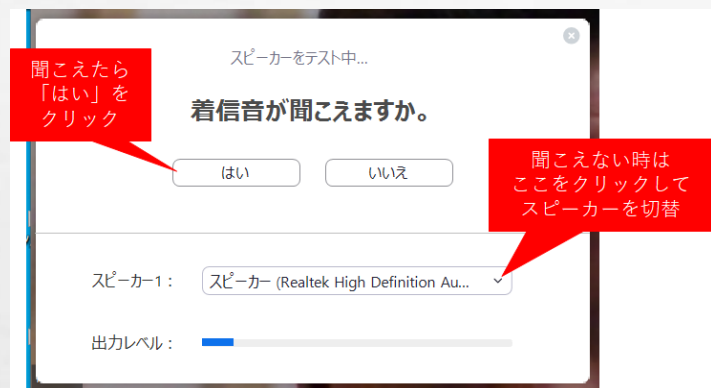 スピーカーをテスト中...
聞こえたら
「はい」を
クリック
着信音が聞こえますか。
はい
いいえ
聞こえない時は
ここをクリックして
スピーカーを切替
スピーカー1：
スピーカー (Realtek High Definition Au...
出力レベル：